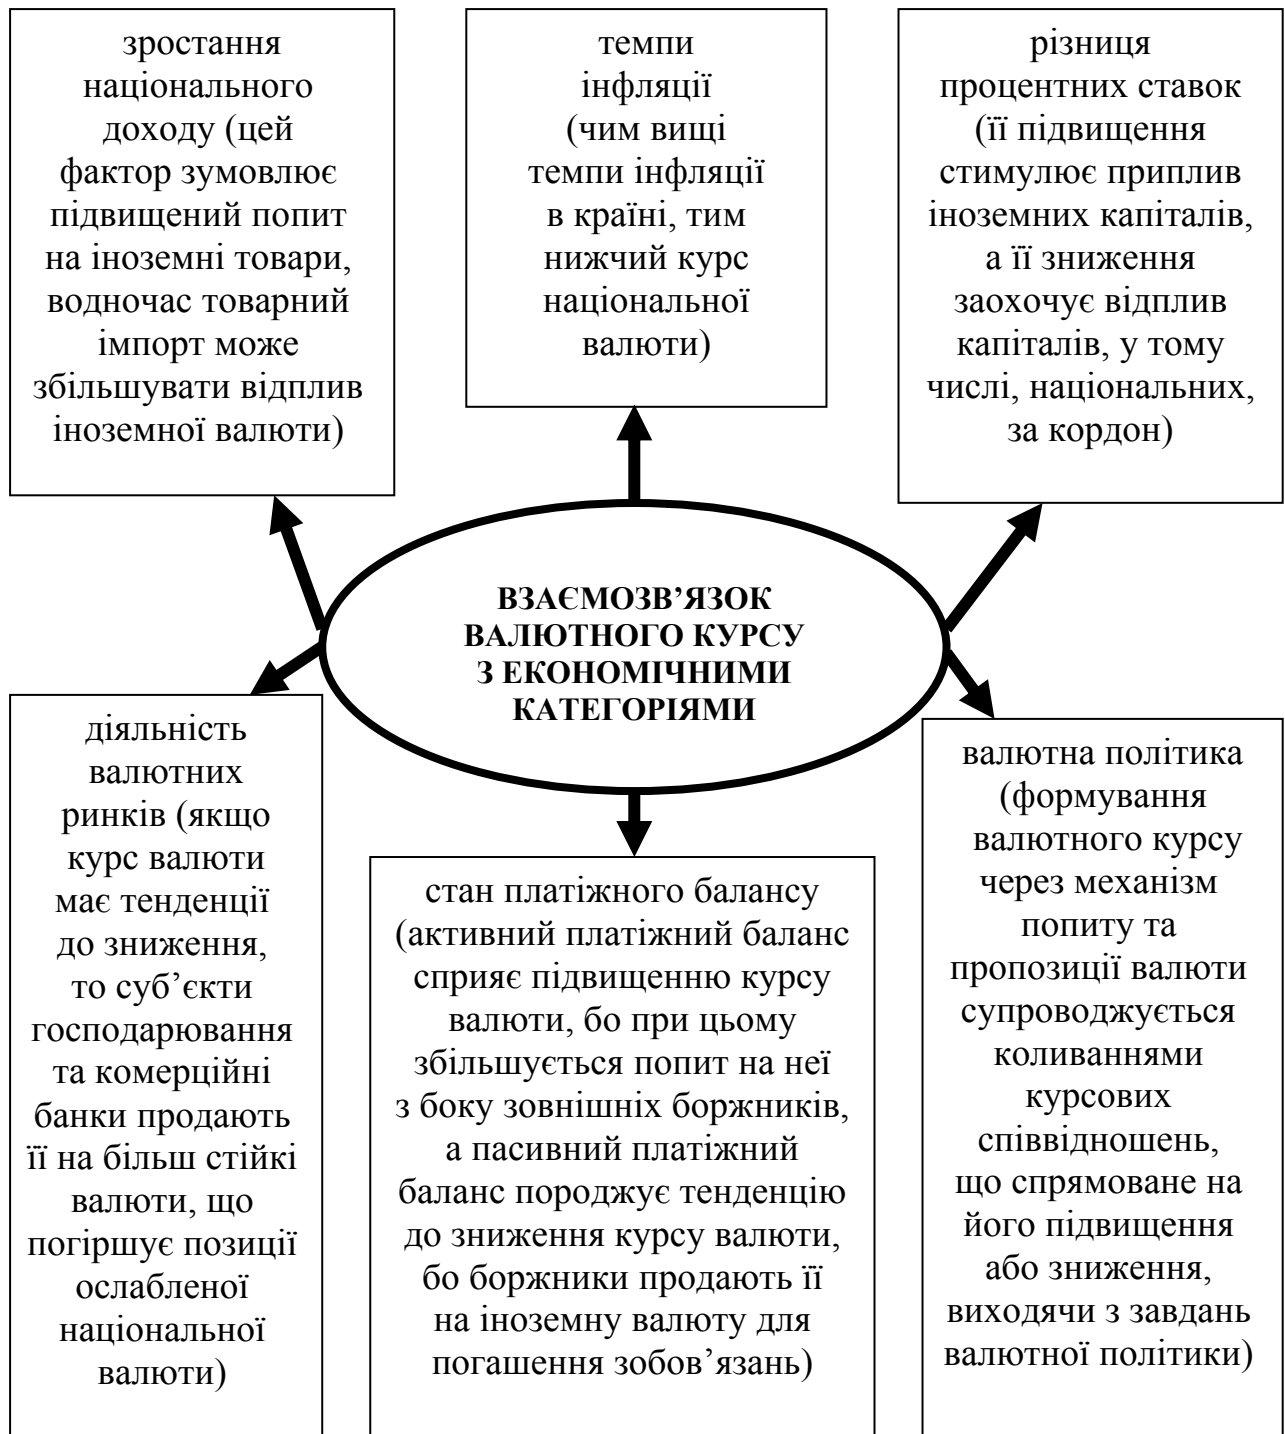 зростання
національного
доходу (цей
фактор зумовлює
підвищений попит
на іноземні товари,
водночас товарний
імпорт може
збільшувати відплив
іноземної валюти)
темпи
інфляції
(чим вищі
темпи інфляції
в країні, тим
нижчий курс
національної
валюти)
різниця
процентних ставок
(її підвищення
стимулює приплив
іноземних капіталів,
а її зниження
заохочує відплив
капіталів, у тому
числі, національних,
за кордон)
ВЗАЄМОЗВ’ЯЗОК
ВАЛЮТНОГО КУРСУ
З ЕКОНОМІЧНИМИ
КАТЕГОРІЯМИ
діяльність
валютних
ринків (якщо
курс валюти
має тенденції
до зниження,
то суб’єкти
господарювання
та комерційні
банки продають
її на більш стійкі
валюти, що
погіршує позиції
ослабленої
національної
валюти)
стан платіжного балансу
(активний платіжний баланс
сприяє підвищенню курсу
валюти, бо при цьому
збільшується попит на неї
з боку зовнішніх боржників,
а пасивний платіжний
баланс породжує тенденцію
до зниження курсу валюти,
бо боржники продають її
на іноземну валюту для
погашення зобов’язань)
валютна політика
(формування
валютного курсу
через механізм
попиту та
пропозиції валюти
супроводжується
коливаннями
курсових
співвідношень,
що спрямоване на
його підвищення
або зниження,
виходячи з завдань
валютної політики)